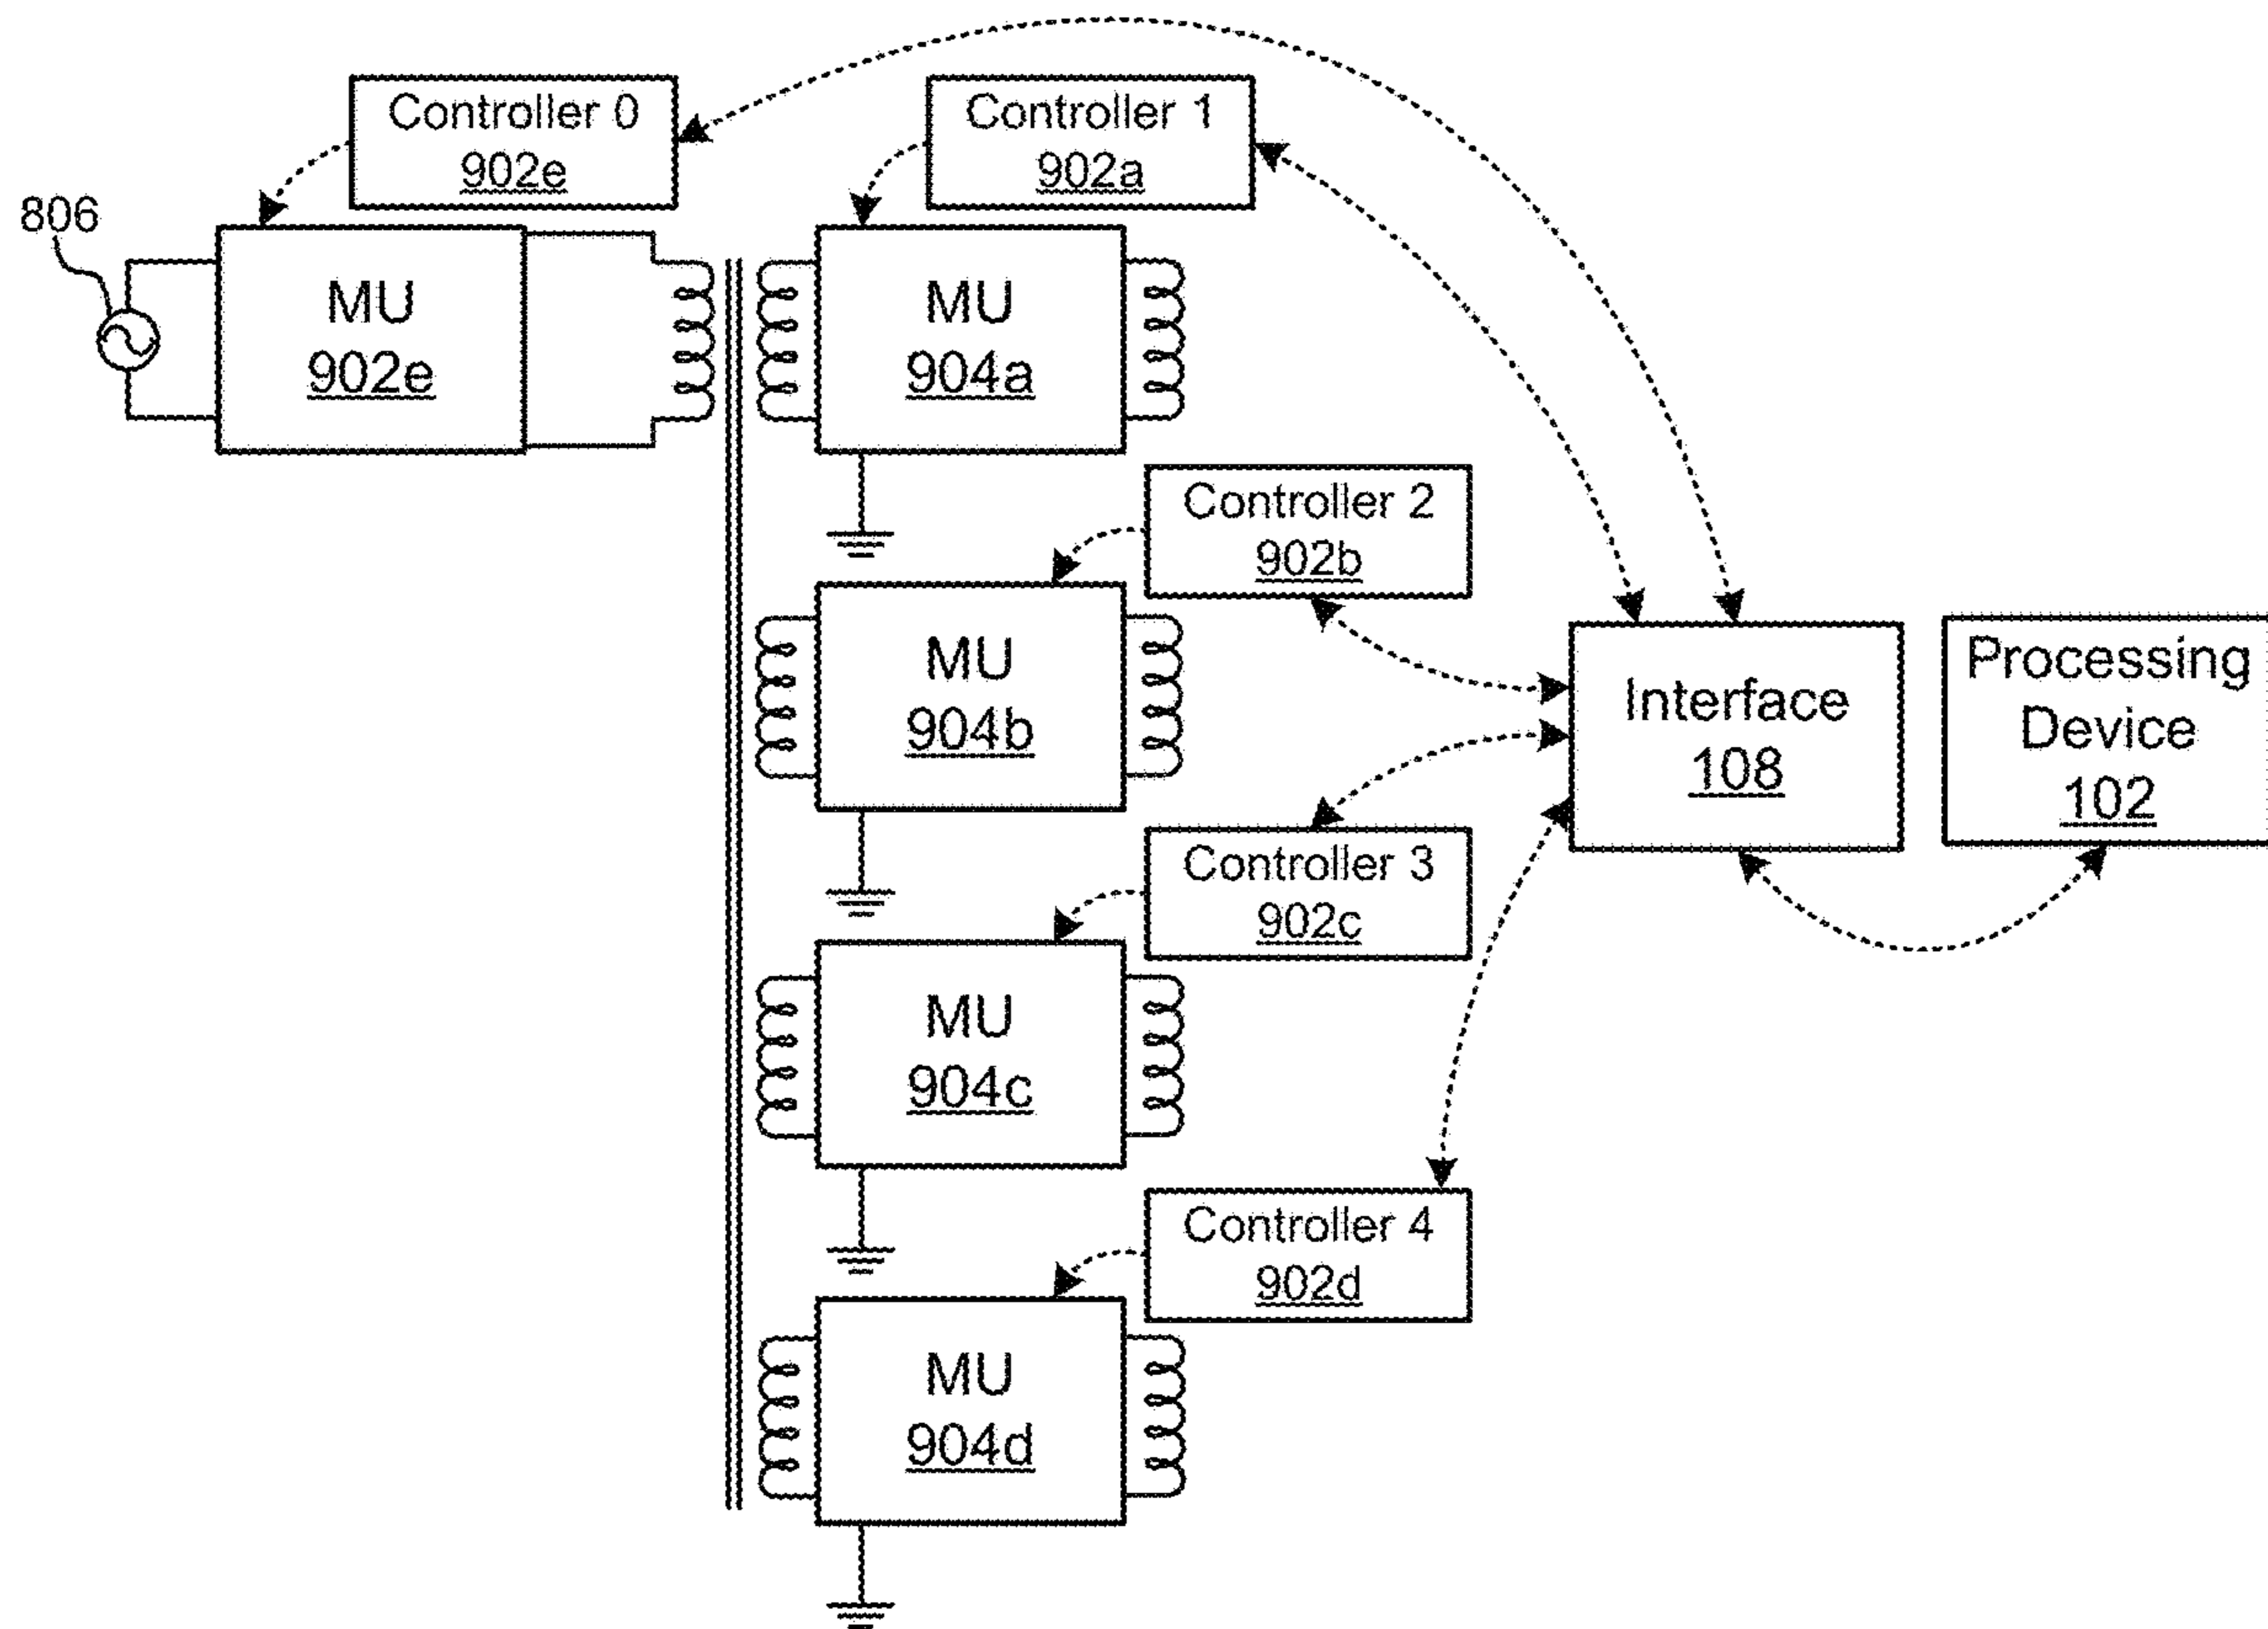 Controller 0
902e
Controller 1
902a
806
MU
902e
MU
904a
Controller 2
902b
MU
904b
Interface
108
Processing
Device
102
Controller 3
902c
MU
904c
Controller 4
902d
MU
904d